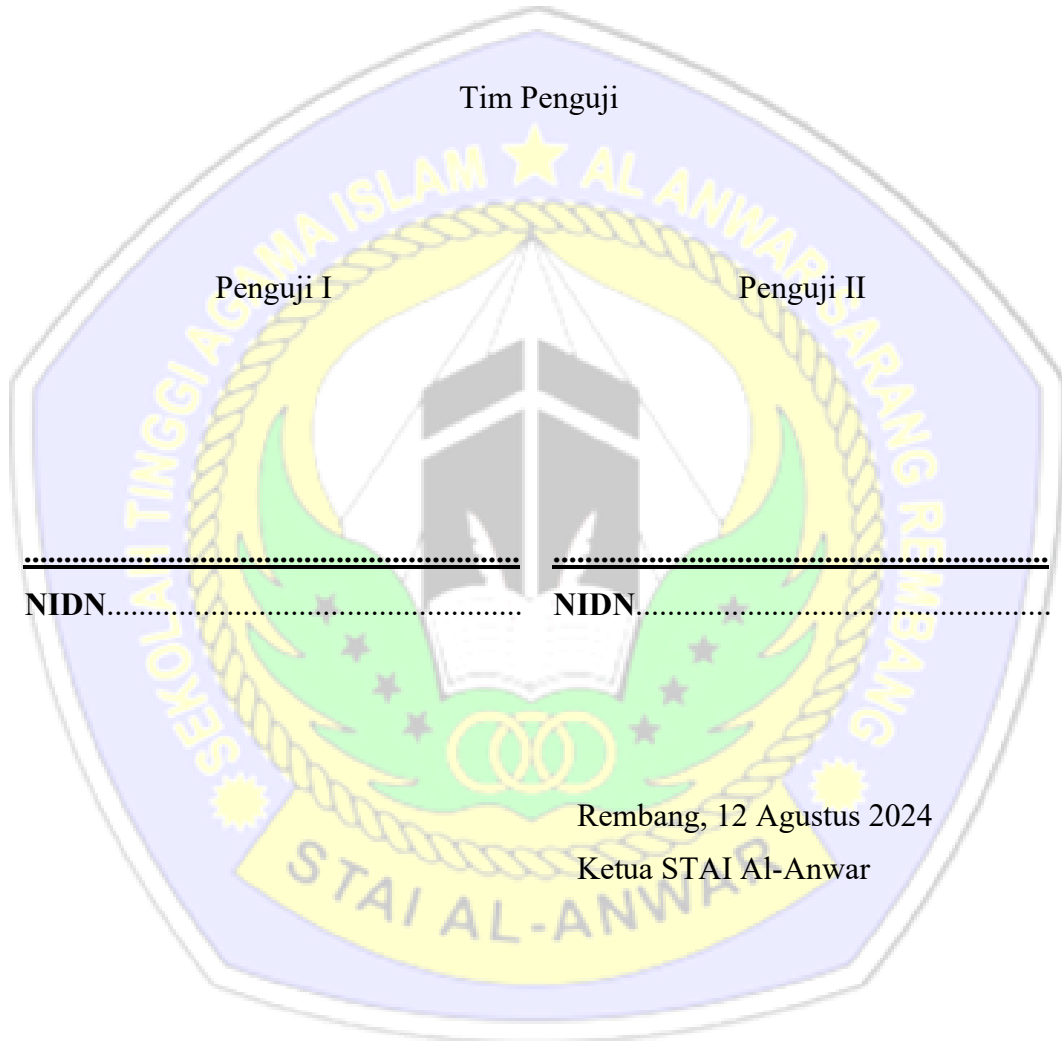 Tim Penguji
SEKOLAH TINGGI AGAMA ISLAM ★ AL ANWAR SARANG REMBANG
Penguji I Penguji II
.............................................................. ..............................................................
NIDN.................................................... NIDN....................................................
Rembang, 12 Agustus 2024
Ketua STAI Al-Anwar
STAI AL-ANWAR